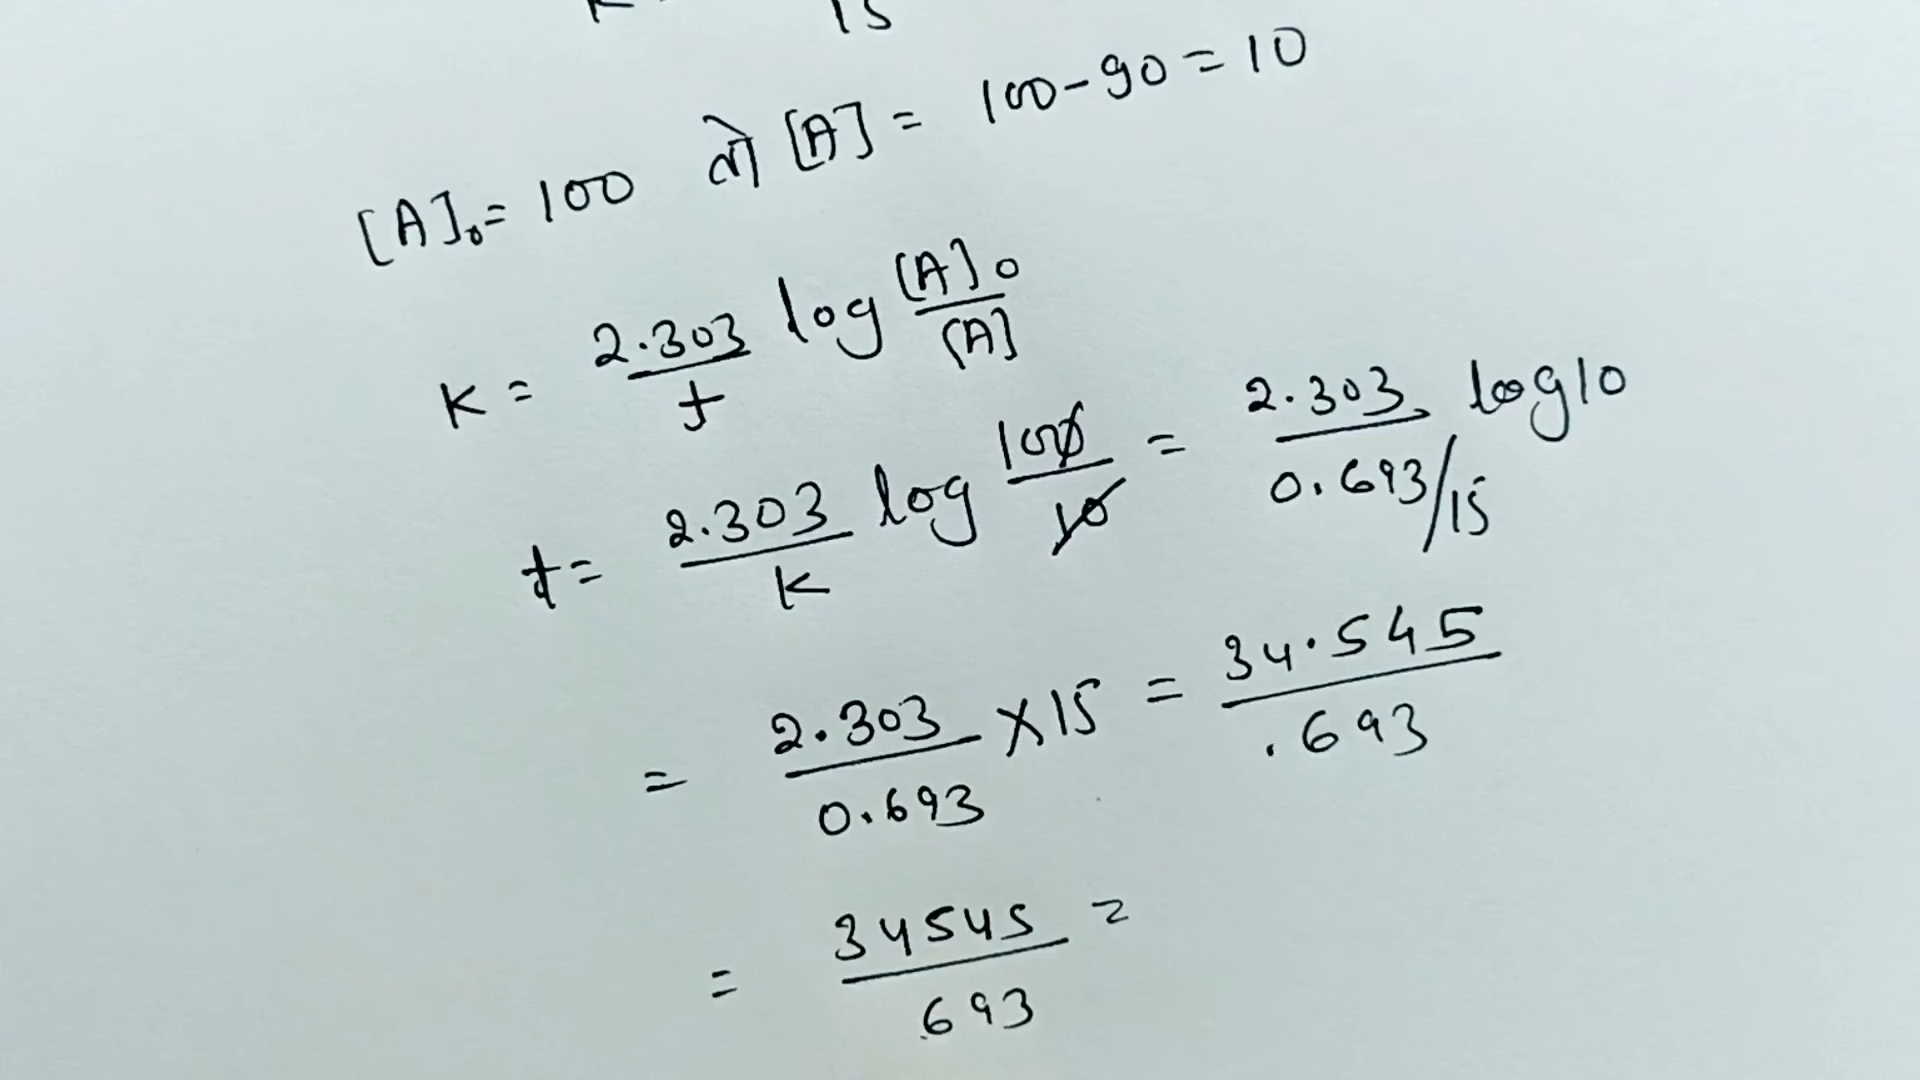 15
[A]₀ = 100 तो [A] = 100-90 = 10
K = 2.303/t log [A]₀/[A]
t = 2.303/K log 100/10 = 2.303/0.693/15 log10
= 2.303/0.693 ×15 = 34.545/.693
= 34545/693 =